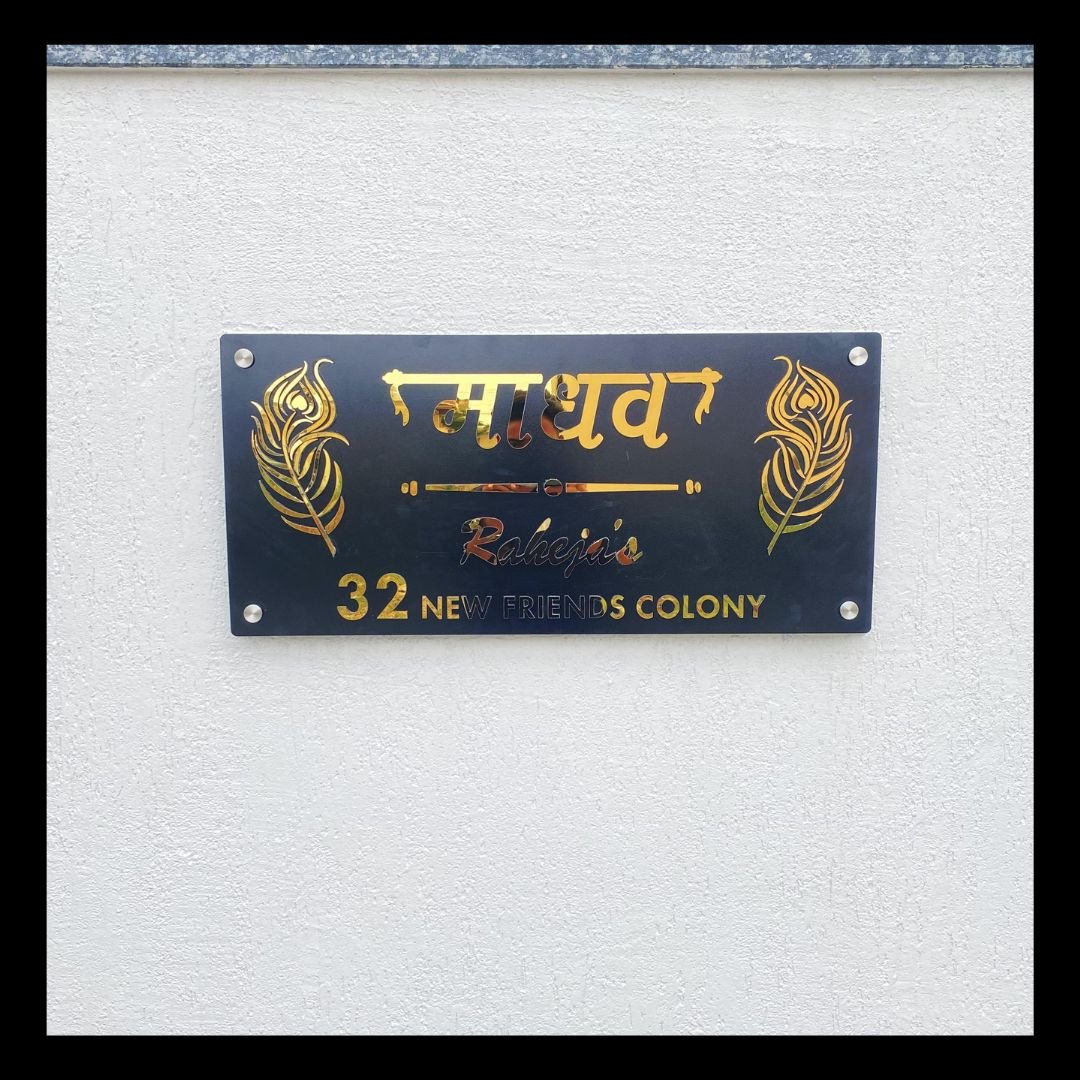 माधव
Raheja's
32 NEW FRIENDS COLONY